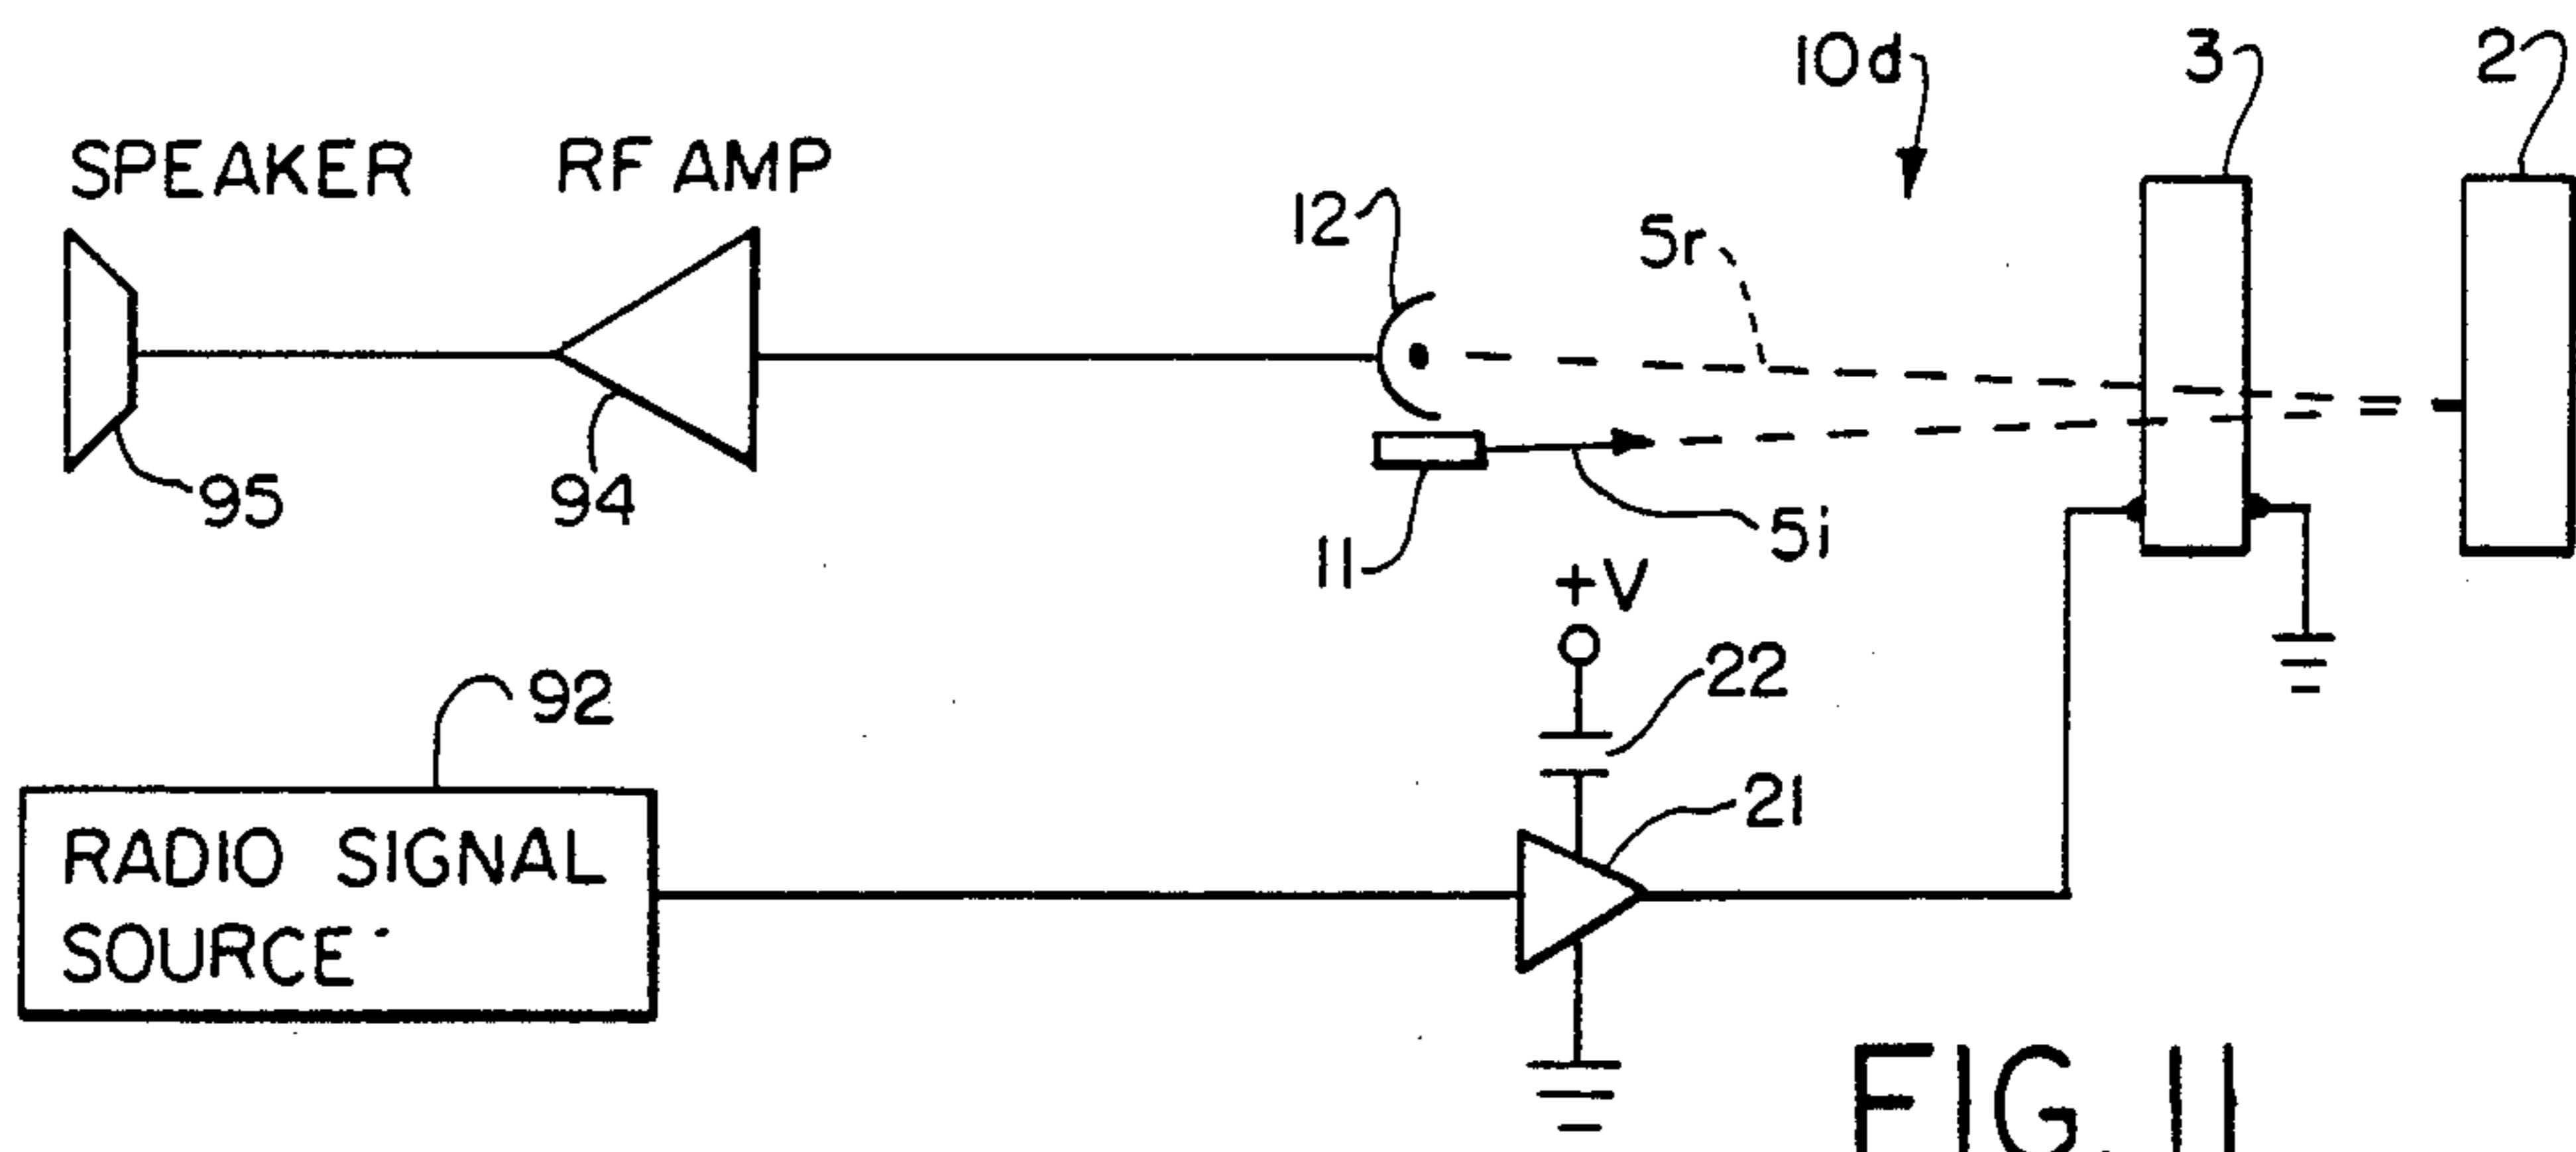 10d
3
2
SPEAKER
RF AMP
12
5r
95
94
11
5i
+V
22
92
21
RADIO SIGNAL
SOURCE
FIG. 11